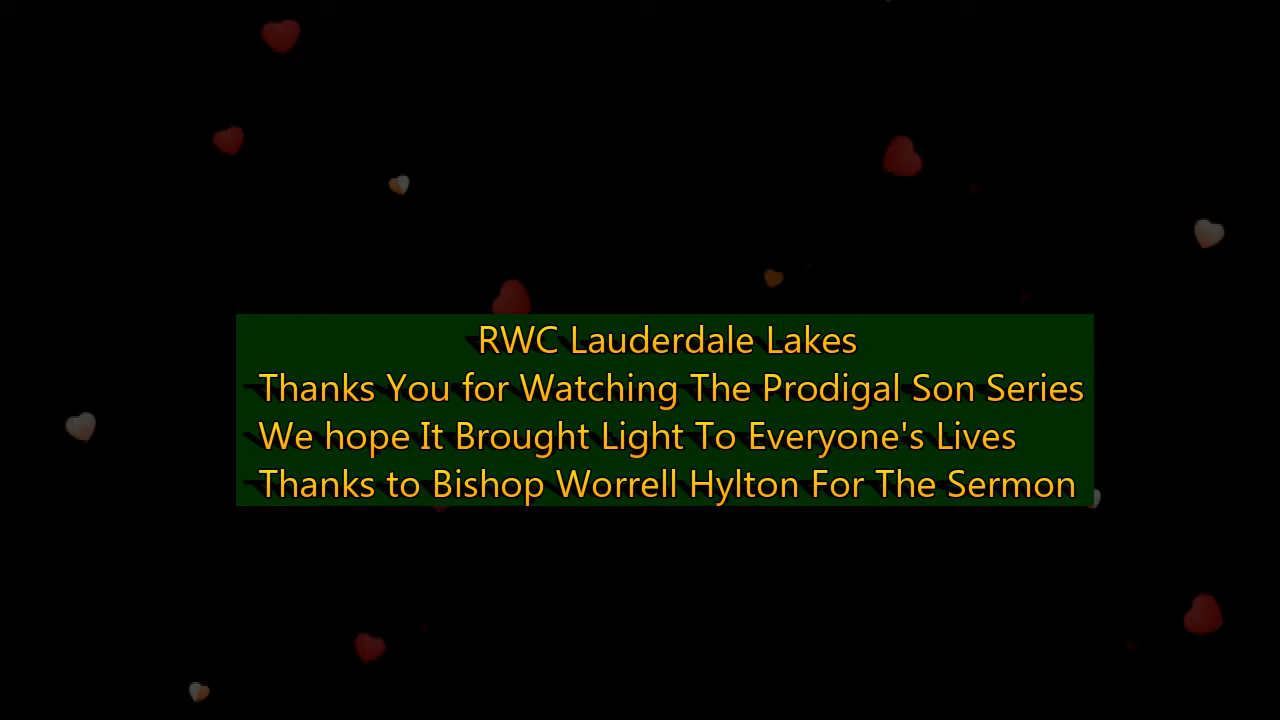 RWC Lauderdale Lakes
Thanks You for Watching The Prodigal Son Series
We hope It Brought Light To Everyone's Lives
Thanks to Bishop Worrell Hylton For The Sermon